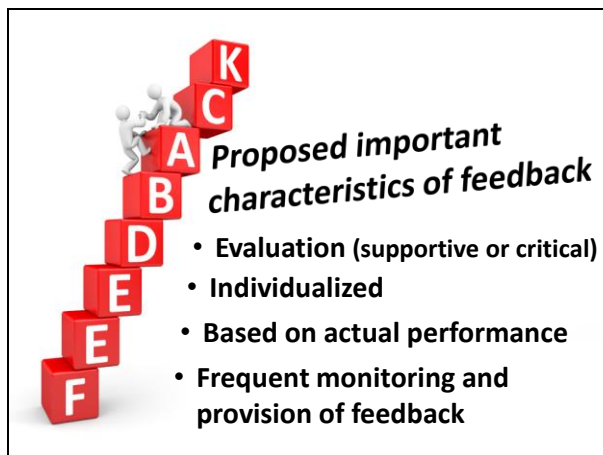 FEEDBACK
Proposed important
characteristics of feedback
• Evaluation (supportive or critical)
• Individualized
• Based on actual performance
• Frequent monitoring and
provision of feedback